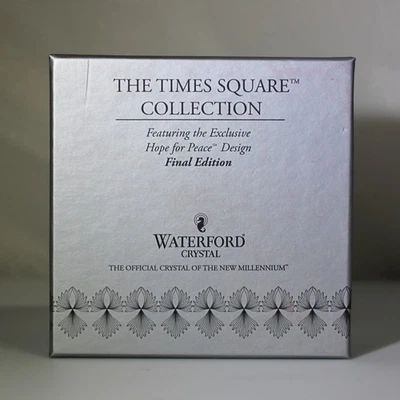 THE TIMES SQUARE™
COLLECTION
Featuring the Exclusive
Hope for Peace™ Design
Final Edition
WATERFORD®
CRYSTAL
THE OFFICIAL CRYSTAL OF THE NEW MILLENNIUM™